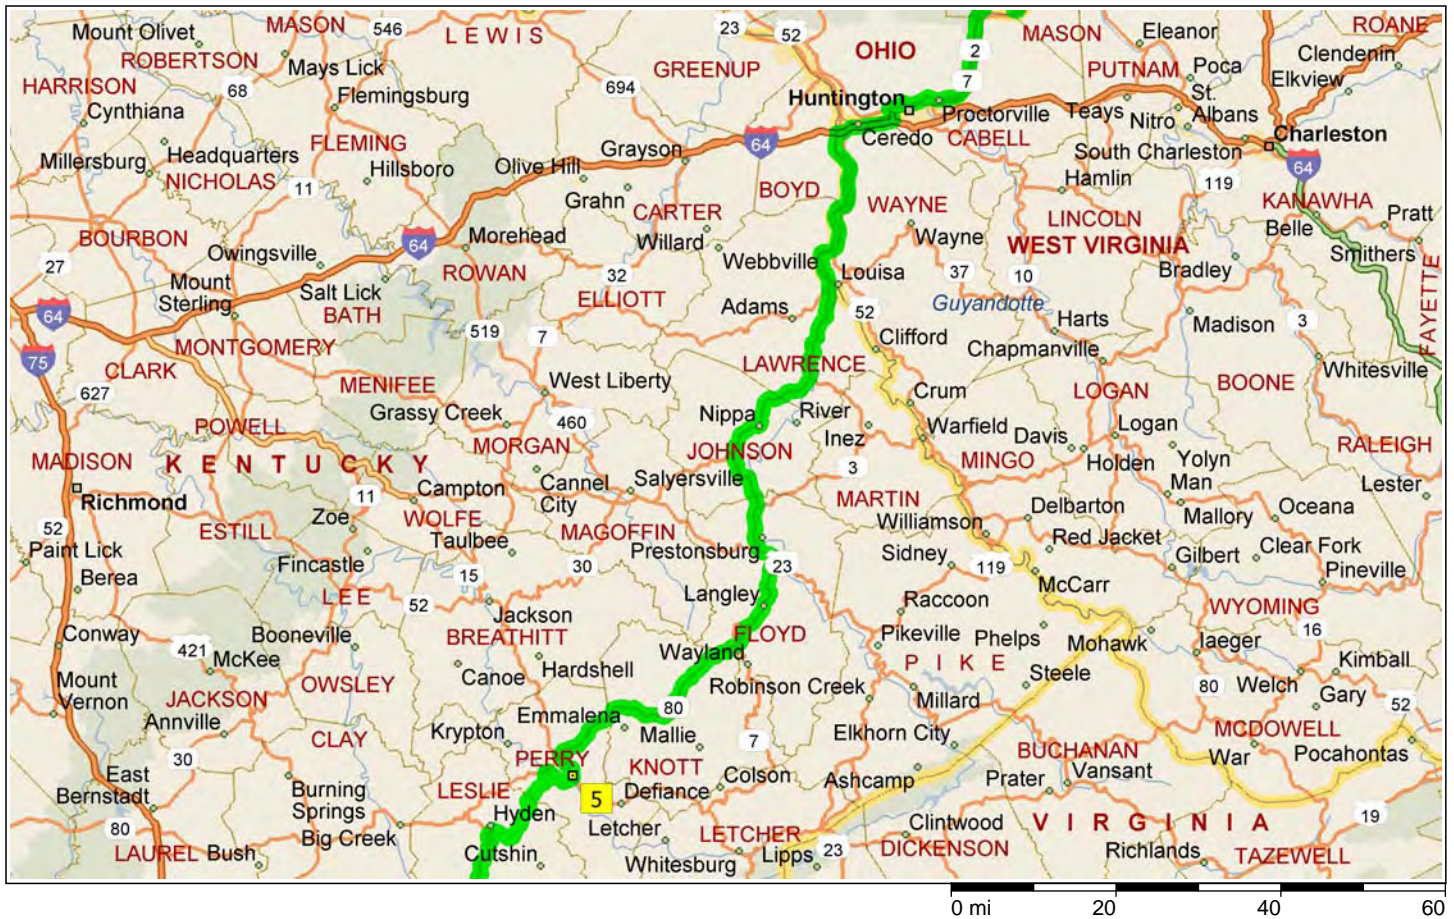 Mount Olivet
MASON
546
LEWIS
23
52
OHIO
MASON
Eleanor
ROANE
ROBERTSON
Mays Lick
GREENUP
2
PUTNAM
Poca
Clendenin
HARRISON
68
Flemingsburg
694
7
Elkview
Cynthiana
Huntington
Proctorville
Teays
St.
Albans
Nitro
FLEMING
Ceredo
CABELL
Charleston
Millersburg
Headquarters
Hillsboro
Olive Hill
Grayson
64
South Charleston
64
NICHOLAS
11
Grahn
BOYD
Hamlin
119
KANAWHA
CARTER
WAYNE
LINCOLN
Belle
Pratt
BOURBON
Owingsville
64
Morehead
Willard
Wayne
WEST VIRGINIA
Smithers
27
Mount
Sterling
Salt Lick
ROWAN
32
Webbville
Louisa
37
10
Bradley
FAYETTE
64
BATH
ELLIOTT
Adams
52
Guyandotte
Harts
Madison
3
75
MONTGOMERY
519
7
Clifford
Chapmanville
CLARK
MENIFEE
West Liberty
LAWRENCE
Crum
LOGAN
BOONE
Whitesville
627
Grassy Creek
460
Nippa
River
Logan
POWELL
MORGAN
Inez
Warfield
Davis
RALEIGH
MADISON
KENTUCKY
JOHNSON
3
MINGO
Holden
Yolyn
Man
Richmond
11
Campton
Cannel
City
Salyersville
MARTIN
Delbarton
Mallory
Oceana
Lester
52
ESTILL
Zoe
WOLFE
MAGOFFIN
Williamson
Red Jacket
Paint Lick
Taulbee
Prestonsburg
Sidney
119
Gilbert
Clear Fork
Berea
Fincastle
15
30
23
McCarr
Pineville
LEE
52
Jackson
Langley
Raccoon
WYOMING
Conway
421
McKee
Booneville
BREATHITT
FLOYD
Pikeville
Phelps
Mohawk
Iaeger
16
Hardshell
Wayland
PIKE
Steele
Kimball
Mount
Vernon
JACKSON
OWSLEY
Canoe
Robinson Creek
Millard
80
Welch
Gary
52
Annville
CLAY
Krypton
Emmalena
80
Mallie
7
Elkhorn City
MCDOWELL
30
PERRY
KNOTT
BUCHANAN
War
Pocahontas
East
Bernstadt
Burning
Springs
LESLIE
5
Defiance
Colson
Ashcamp
Prater
Vansant
80
Big Creek
Hyden
Letcher
LETCHER
Clintwood
VIRGINIA
19
LAUREL
Bush
Cutshin
Whitesburg
Lipps
23
DICKENSON
Richlands
TAZEWELL
0 mi
20
40
60